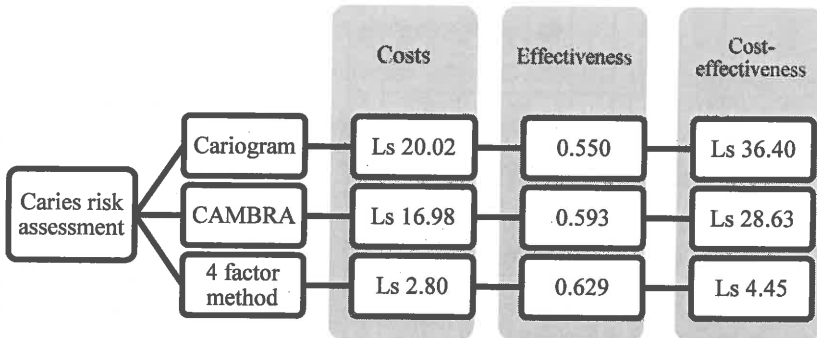 Costs
Effectiveness
Cost-
effectiveness
Caries risk
assessment
Cariogram
Ls 20.02
0.550
Ls 36.40
CAMBRA
Ls 16.98
0.593
Ls 28.63
4 factor
method
Ls 2.80
0.629
Ls 4.45